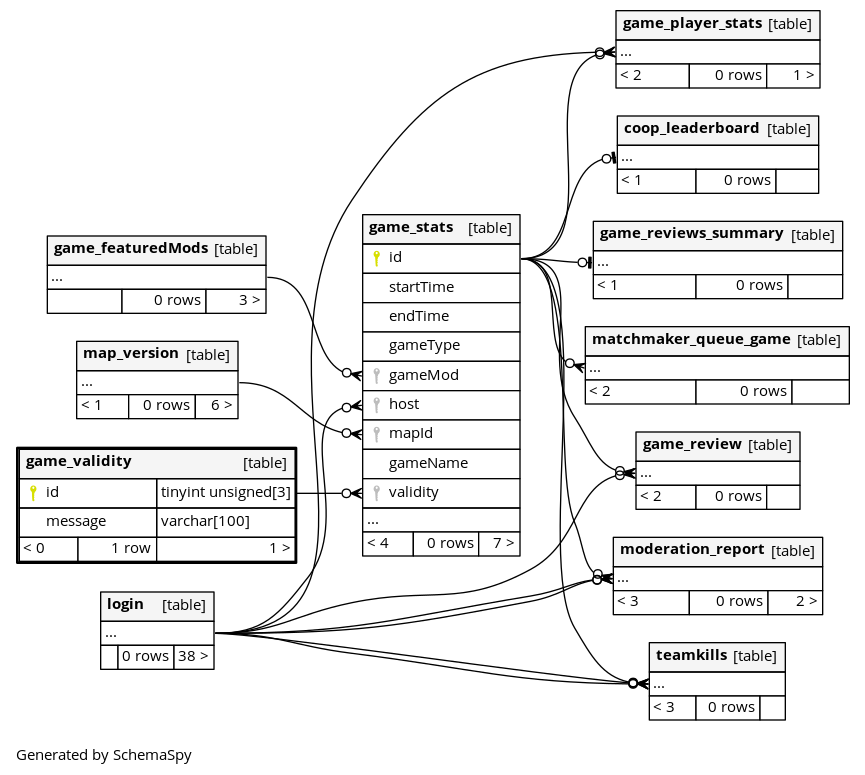 game_player_stats [table]
...
< 2 0 rows 1 >
coop_leaderboard [table]
...
< 1 0 rows
game_reviews_summary [table]
...
< 1 0 rows
matchmaker_queue_game [table]
...
< 2 0 rows
game_review [table]
...
< 2 0 rows
moderation_report [table]
...
< 3 0 rows 2 >
teamkills [table]
...
< 3 0 rows
game_stats [table]
id
startTime
endTime
gameType
gameMod
host
mapId
gameName
validity
...
< 4 0 rows 7 >
game_featuredMods [table]
...
0 rows 3 >
map_version [table]
...
< 1 0 rows 6 >
game_validity [table]
id tinyint unsigned[3]
message varchar[100]
< 0 1 row 1 >
login [table]
...
0 rows 38 >
Generated by SchemaSpy